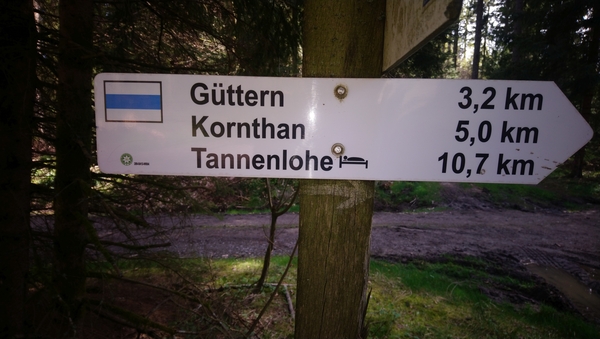 Güttern 3,2 km
Kornthan 5,0 km
Tannenlohe 10,7 km